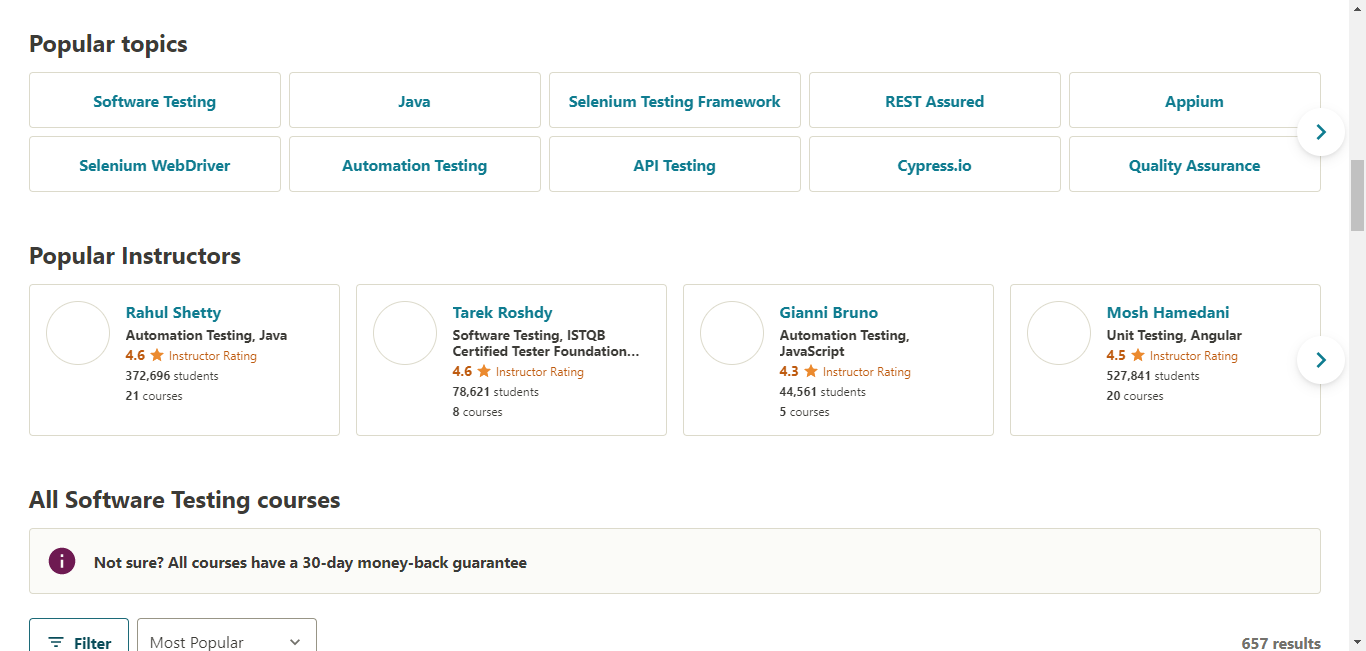 Popular topics
Software Testing
Java
Selenium Testing Framework
REST Assured
Appium
Selenium WebDriver
Automation Testing
API Testing
Cypress.io
Quality Assurance
Popular Instructors
Rahul Shetty
Automation Testing, Java
4.6 Instructor Rating
372,696 students
21 courses
Tarek Roshdy
Software Testing, ISTQB
Certified Tester Foundation...
4.6 Instructor Rating
78,621 students
8 courses
Gianni Bruno
Automation Testing,
JavaScript
4.3 Instructor Rating
44,561 students
5 courses
Mosh Hamedani
Unit Testing, Angular
4.5 Instructor Rating
527,841 students
20 courses
All Software Testing courses
Not sure? All courses have a 30-day money-back guarantee
Filter
Most Popular
657 results